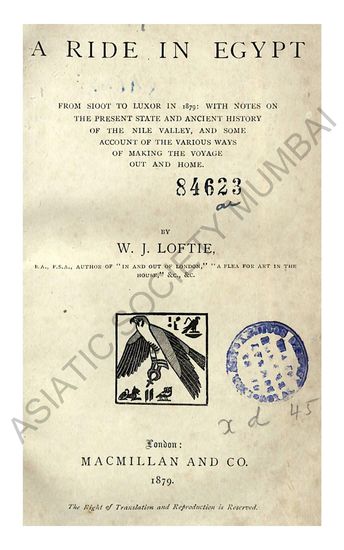 A RIDE IN EGYPT
FROM SIOOT TO LUXOR IN 1879: WITH NOTES ON
THE PRESENT STATE AND ANCIENT HISTORY
OF THE NILE VALLEY, AND SOME
ACCOUNT OF THE VARIOUS WAYS
OF MAKING THE VOYAGE
OUT AND HOME.
84623
BY
W. J. LOFTIE,
B.A., F.S.A., AUTHOR OF "IN AND OUT OF LONDON," "A PLEA FOR ART IN THE
HOUSE," &C., &C.
x d 45
London:
MACMILLAN AND CO.
1879.
The Right of Translation and Reproduction is Reserved.
ASIATIC SOCIETY MUMBAI